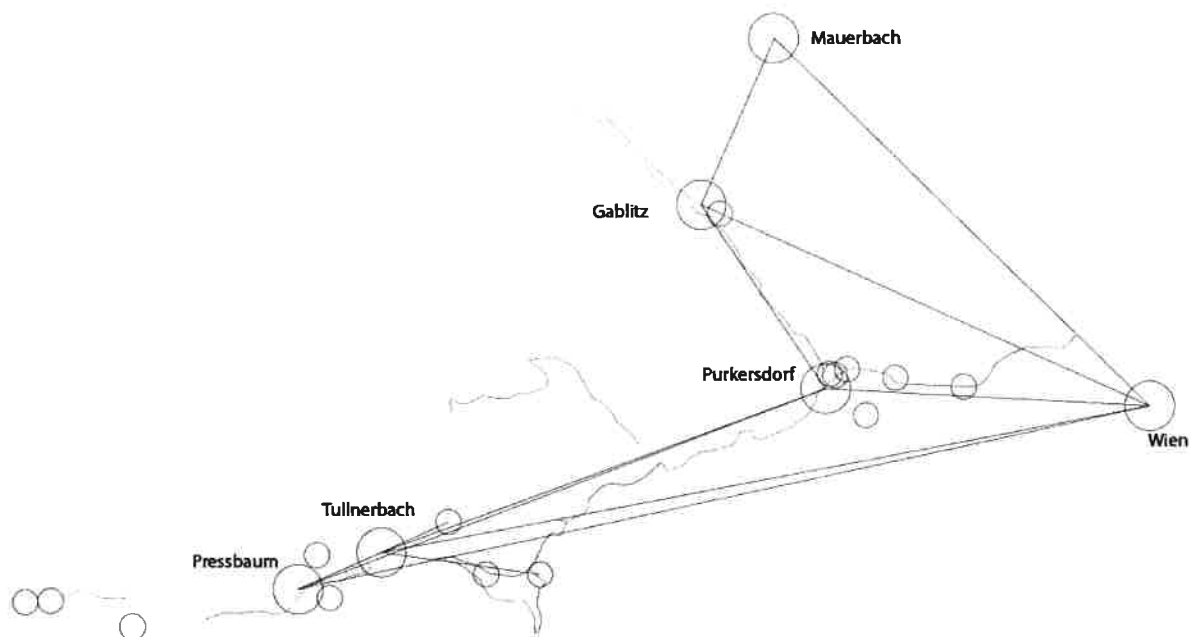 Mauerbach
Gablitz
Purkersdorf
Wien
Tullnerbach
Pressbaum